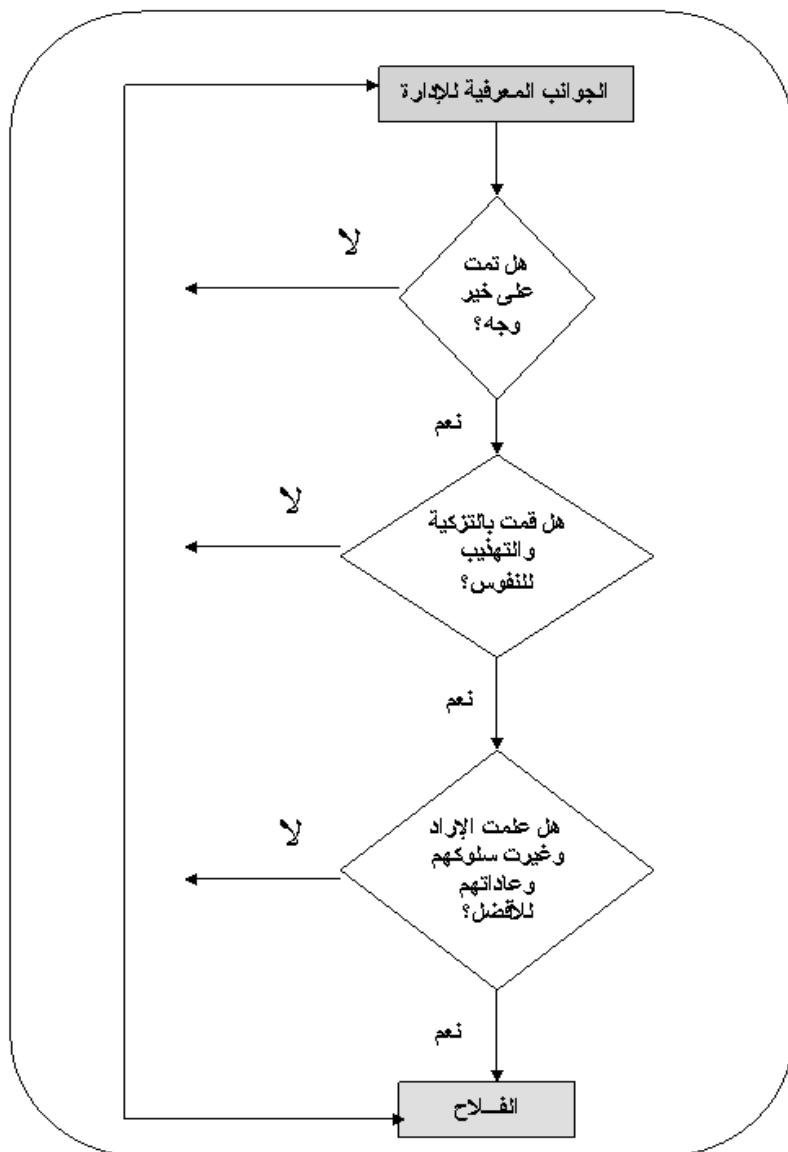 الجوانب المعرفية للإدارة
لا
هل تمت
على خير
وجه؟
نعم
لا
هل قمت بالتزكية
والتهذيب
للنفوس؟
نعم
لا
هل علمت الإراد
وغيرت سلوكهم
وعاداتهم
للأفضل؟
نعم
الفــلاح